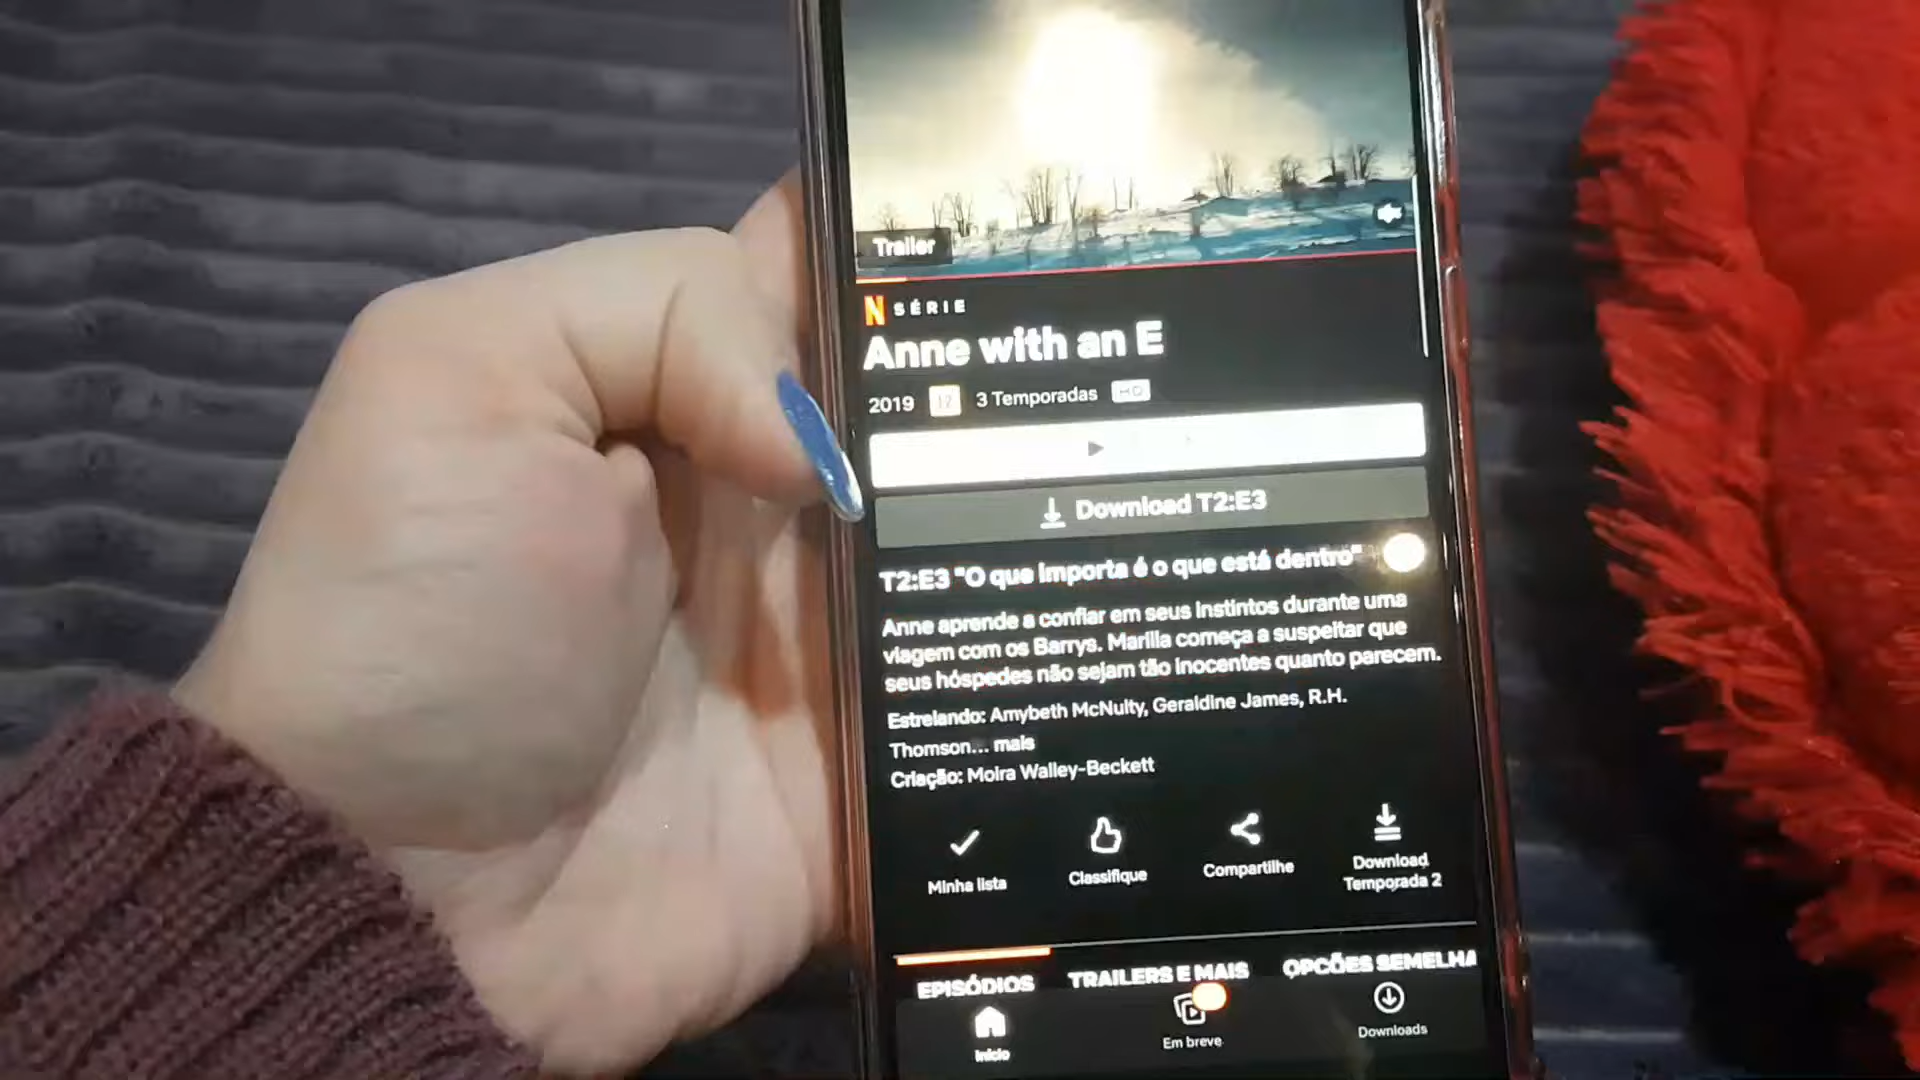 Trailer
N SÉRIE
Anne with an E
2019 12 3 Temporadas HD
Download T2:E3
T2:E3 "O que importa é o que está dentro"
Anne aprende a confiar em seus instintos durante uma
viagem com os Barrys. Marilla começa a suspeitar que
seus hóspedes não sejam tão inocentes quanto parecem.
Estrelando: Amybeth McNulty, Geraldine James, R.H.
Thomson... mais
Criação: Moira Walley-Beckett
Minha lista
Classifique
Compartilhe
Download
Temporada 2
EPISÓDIOS
TRAILERS E MAIS
OPÇÕES SEMELHA
Início
Em breve
Downloads